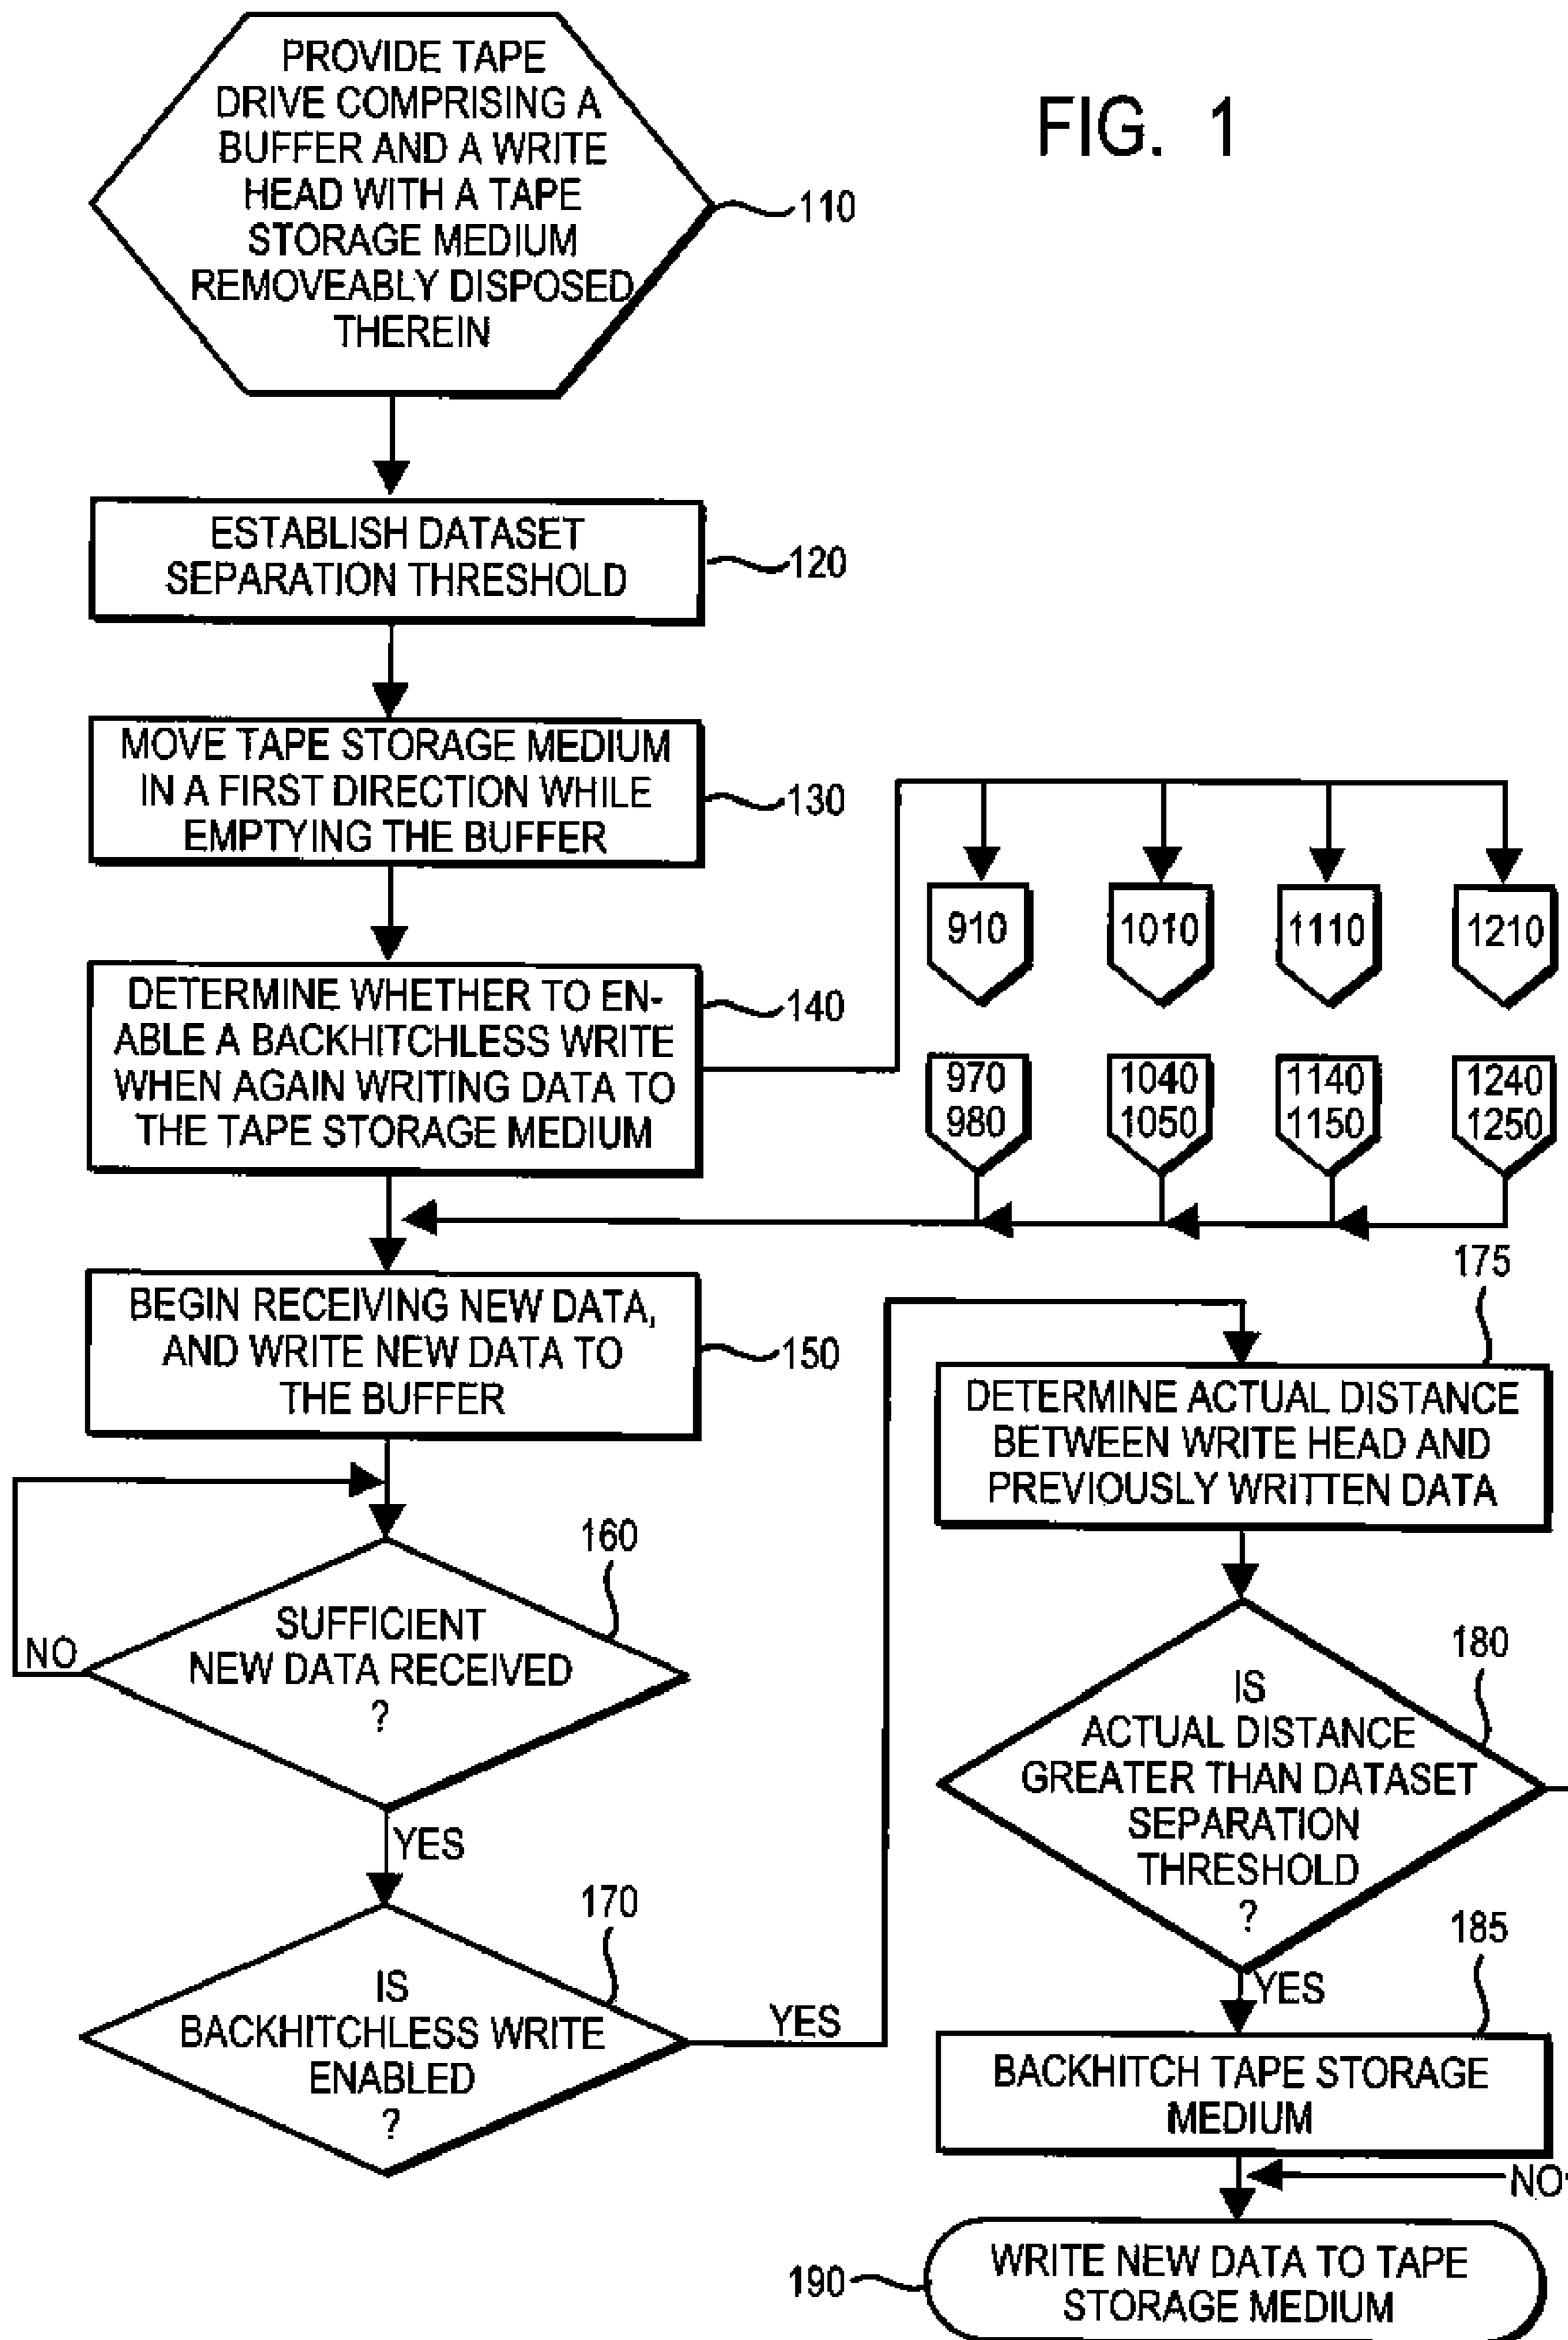 FIG. 1
PROVIDE TAPE
DRIVE COMPRISING A
BUFFER AND A WRITE
HEAD WITH A TAPE
STORAGE MEDIUM
REMOVEABLY DISPOSED
THEREIN
110
ESTABLISH DATASET
SEPARATION THRESHOLD
120
MOVE TAPE STORAGE MEDIUM
IN A FIRST DIRECTION WHILE
EMPTYING THE BUFFER
130
DETERMINE WHETHER TO EN-
ABLE A BACKHITCHLESS WRITE
WHEN AGAIN WRITING DATA TO
THE TAPE STORAGE MEDIUM
140
910
1010
1110
1210
970
980
1040
1050
1140
1150
1240
1250
BEGIN RECEIVING NEW DATA,
AND WRITE NEW DATA TO
THE BUFFER
150
160
SUFFICIENT
NEW DATA RECEIVED
?
NO
YES
170
IS
BACKHITCHLESS WRITE
ENABLED
?
YES
175
DETERMINE ACTUAL DISTANCE
BETWEEN WRITE HEAD AND
PREVIOUSLY WRITTEN DATA
180
IS
ACTUAL DISTANCE
GREATER THAN DATASET
SEPARATION
THRESHOLD
?
YES
185
BACKHITCH TAPE STORAGE
MEDIUM
NO
190
WRITE NEW DATA TO TAPE
STORAGE MEDIUM